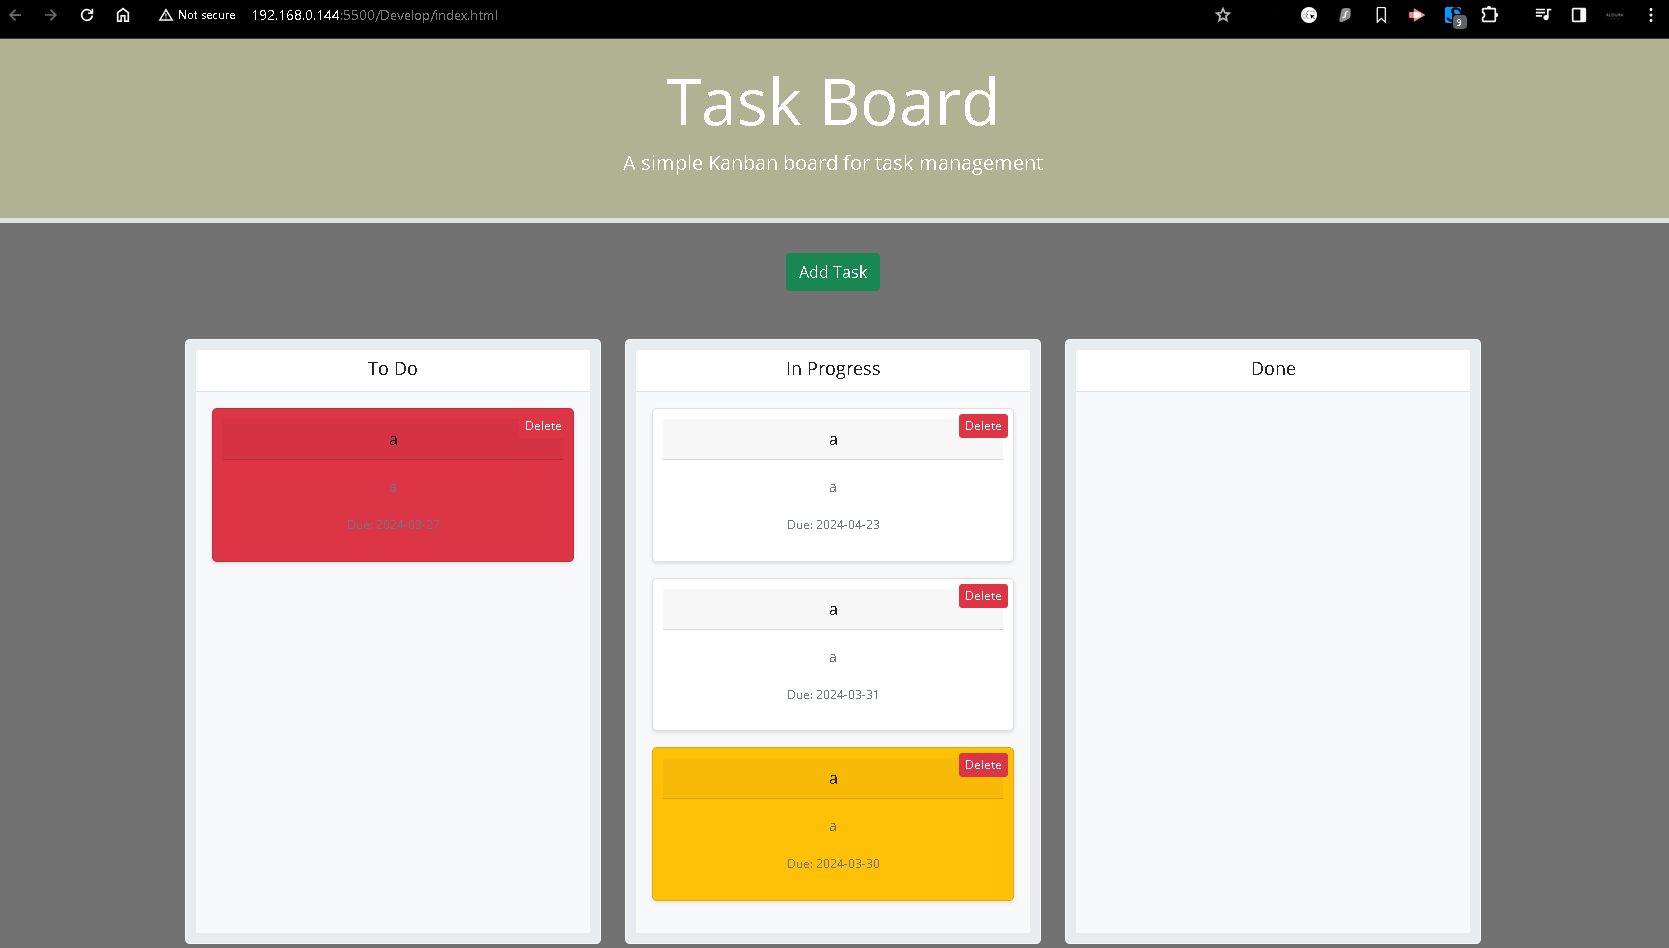 Not secure 192.168.0.144:5500/Develop/index.html
9
Task Board
A simple Kanban board for task management
Add Task
To Do
Delete
a
a
Due: 2024-03-27
In Progress
Delete
a
a
Due: 2024-04-23
Delete
a
a
Due: 2024-03-31
Delete
a
a
Due: 2024-03-30
Done